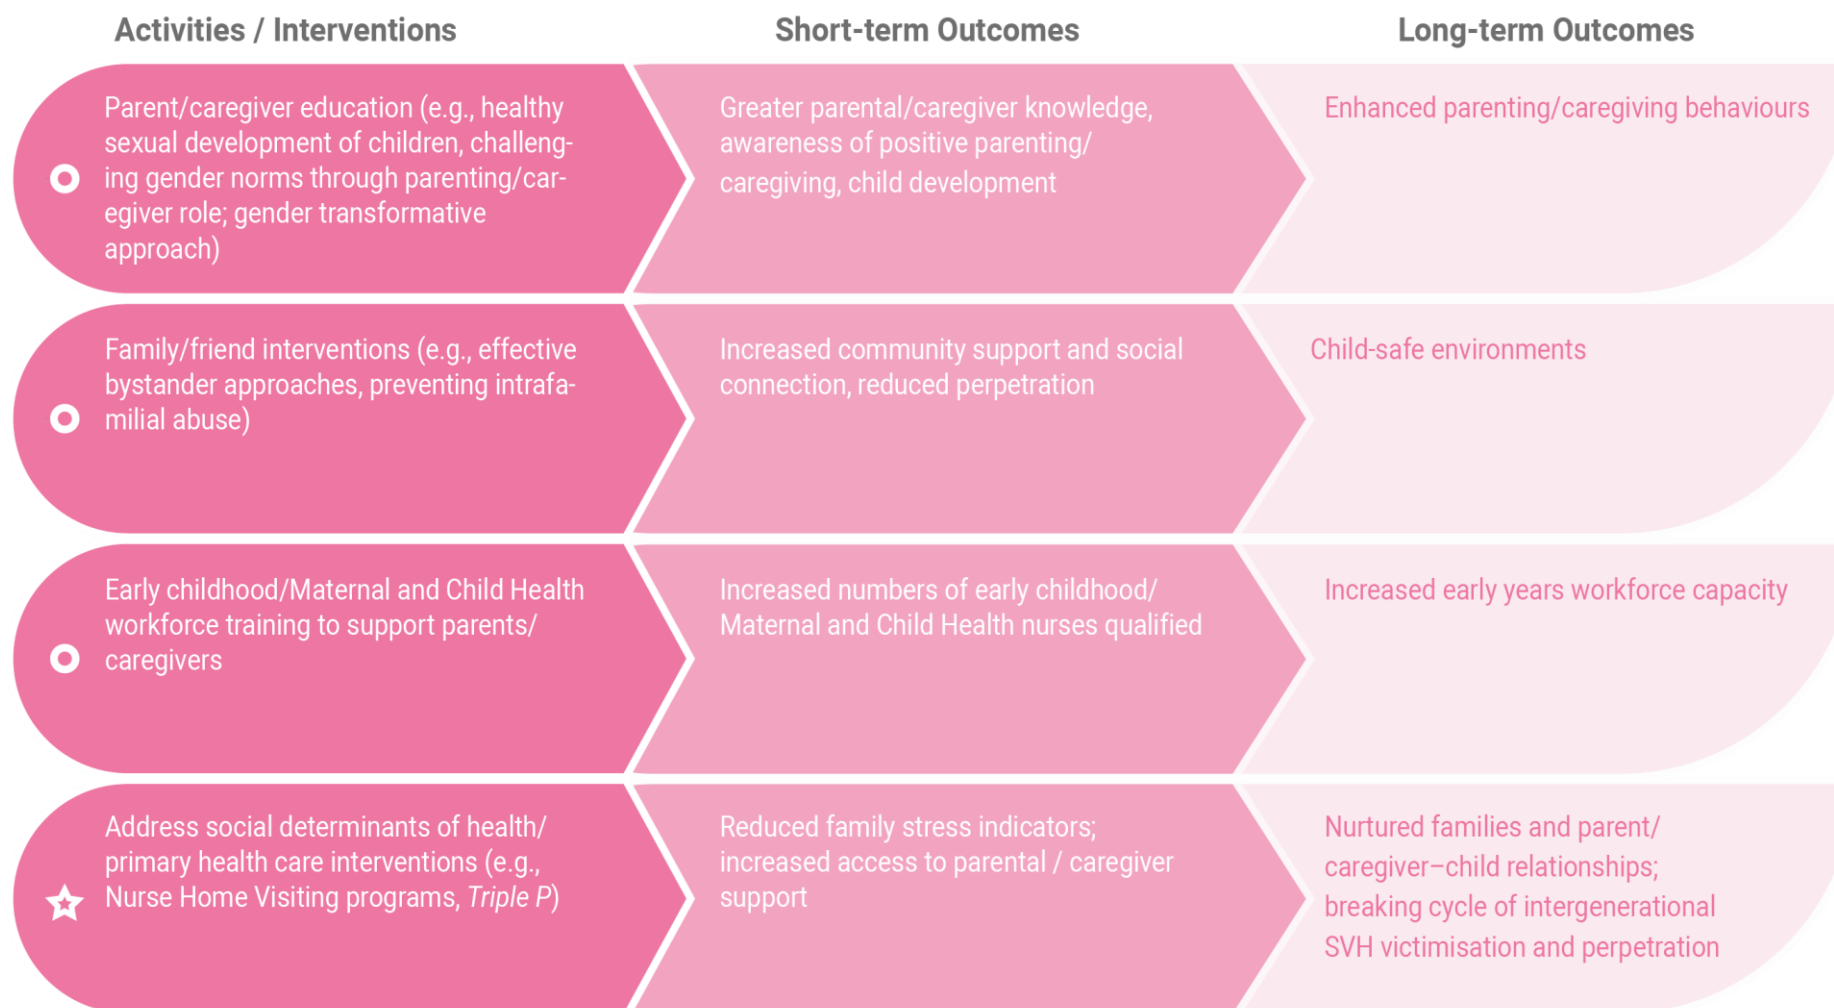 Activities / Interventions
Short-term Outcomes
Long-term Outcomes
Parent/caregiver education (e.g., healthy
sexual development of children, challeng-
ing gender norms through parenting/car-
egiver role; gender transformative
approach)
Greater parental/caregiver knowledge,
awareness of positive parenting/
caregiving, child development
Enhanced parenting/caregiving behaviours
Family/friend interventions (e.g., effective
bystander approaches, preventing intrafa-
milial abuse)
Increased community support and social
connection, reduced perpetration
Child-safe environments
Early childhood/Maternal and Child Health
workforce training to support parents/
caregivers
Increased numbers of early childhood/
Maternal and Child Health nurses qualified
Increased early years workforce capacity
Address social determinants of health/
primary health care interventions (e.g.,
Nurse Home Visiting programs, Triple P)
Reduced family stress indicators;
increased access to parental / caregiver
support
Nurtured families and parent/
caregiver–child relationships;
breaking cycle of intergenerational
SVH victimisation and perpetration